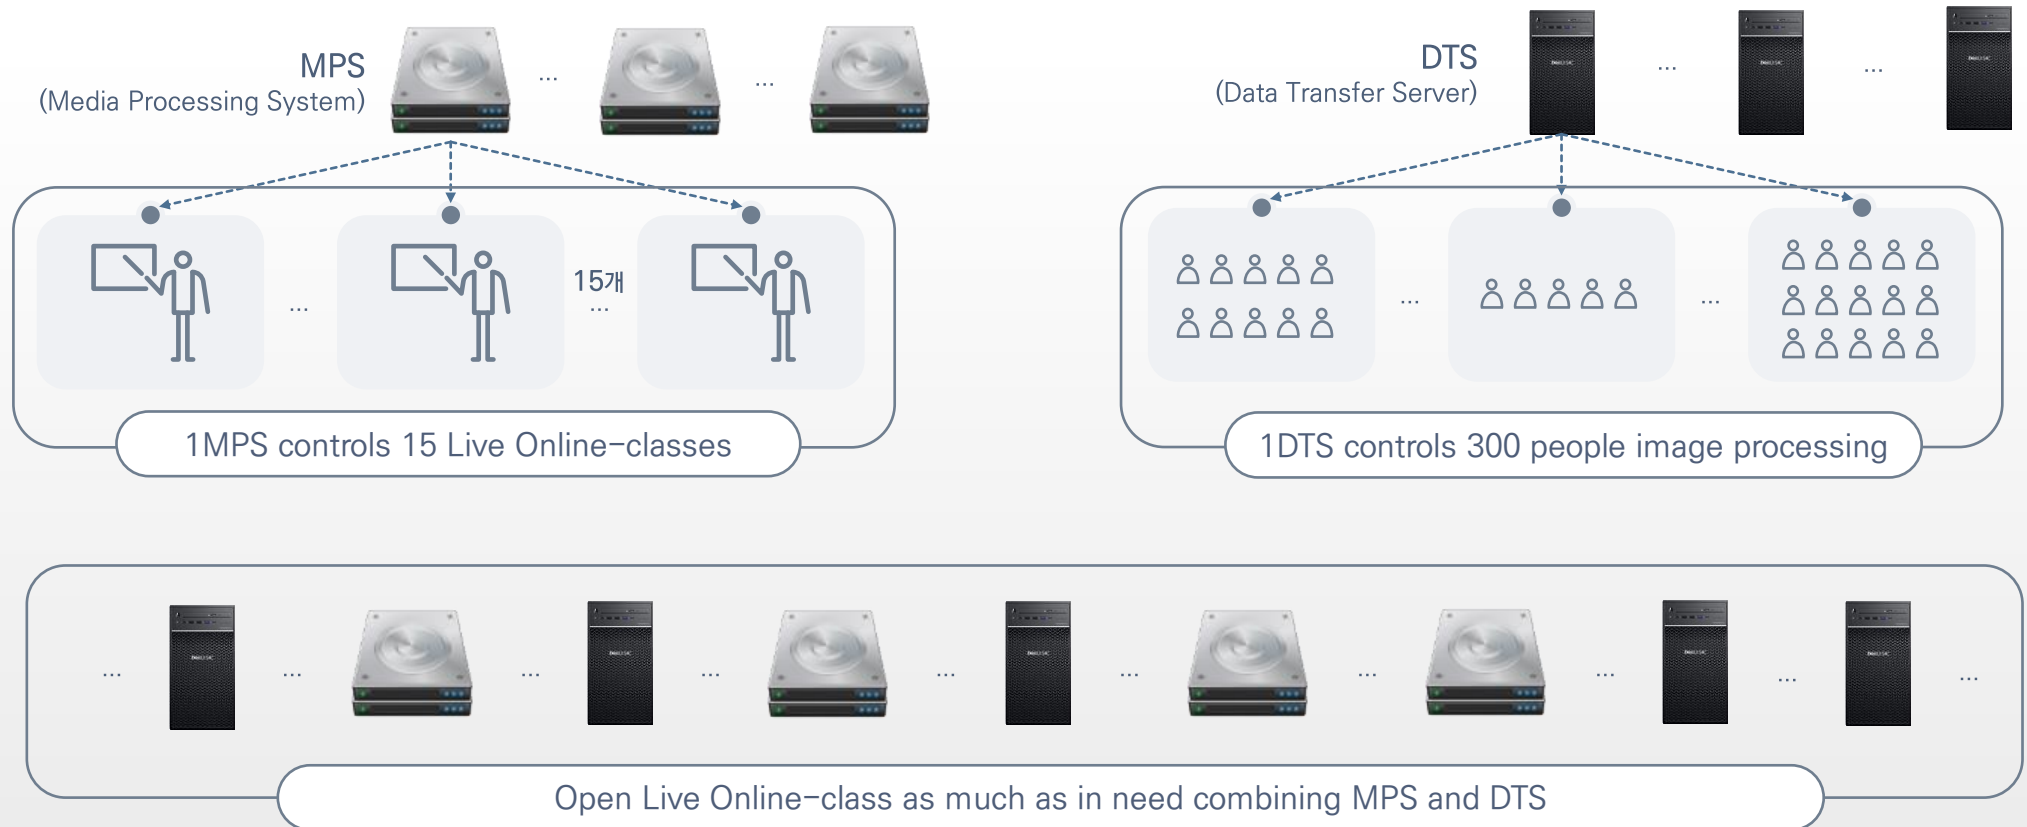 MPS
(Media Processing System)
DTS
(Data Transfer Server)
...
...
...
...
...
15개
...
...
...
1MPS controls 15 Live Online-classes
1DTS controls 300 people image processing
...
...
...
...
...
...
...
...
...
...
Open Live Online-class as much as in need combining MPS and DTS